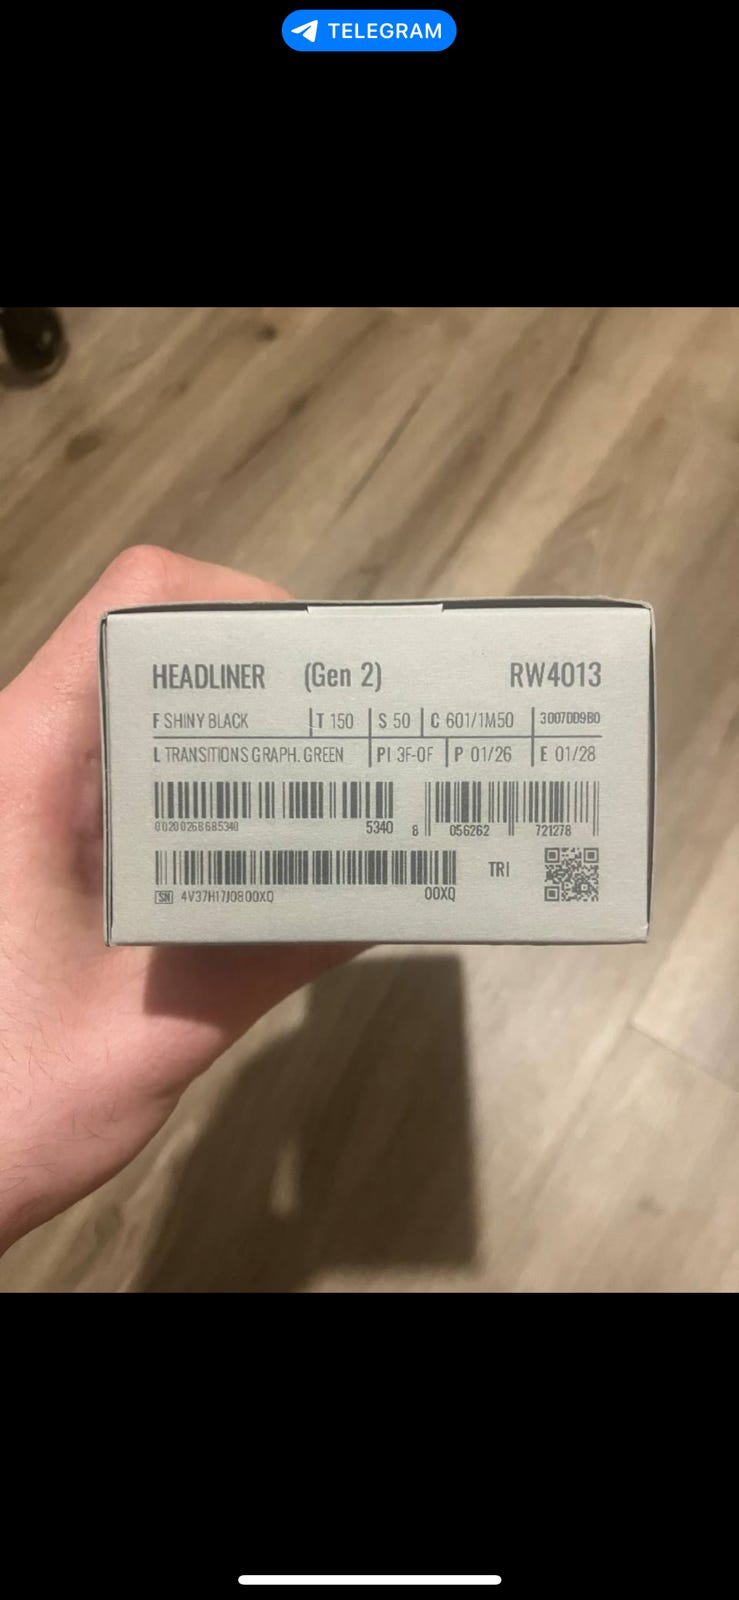 TELEGRAM
HEADLINER (Gen 2) RW4013
F SHINY BLACK T 150 S 50 C 601/1M50 3007DD9B0
L TRANSITIONS GRAPH. GREEN PI 3F-0F P 01/26 E 01/28
00200268685340 5340 8 056262 721278
TRI
SN 4V37H17J0800XQ 00XQ